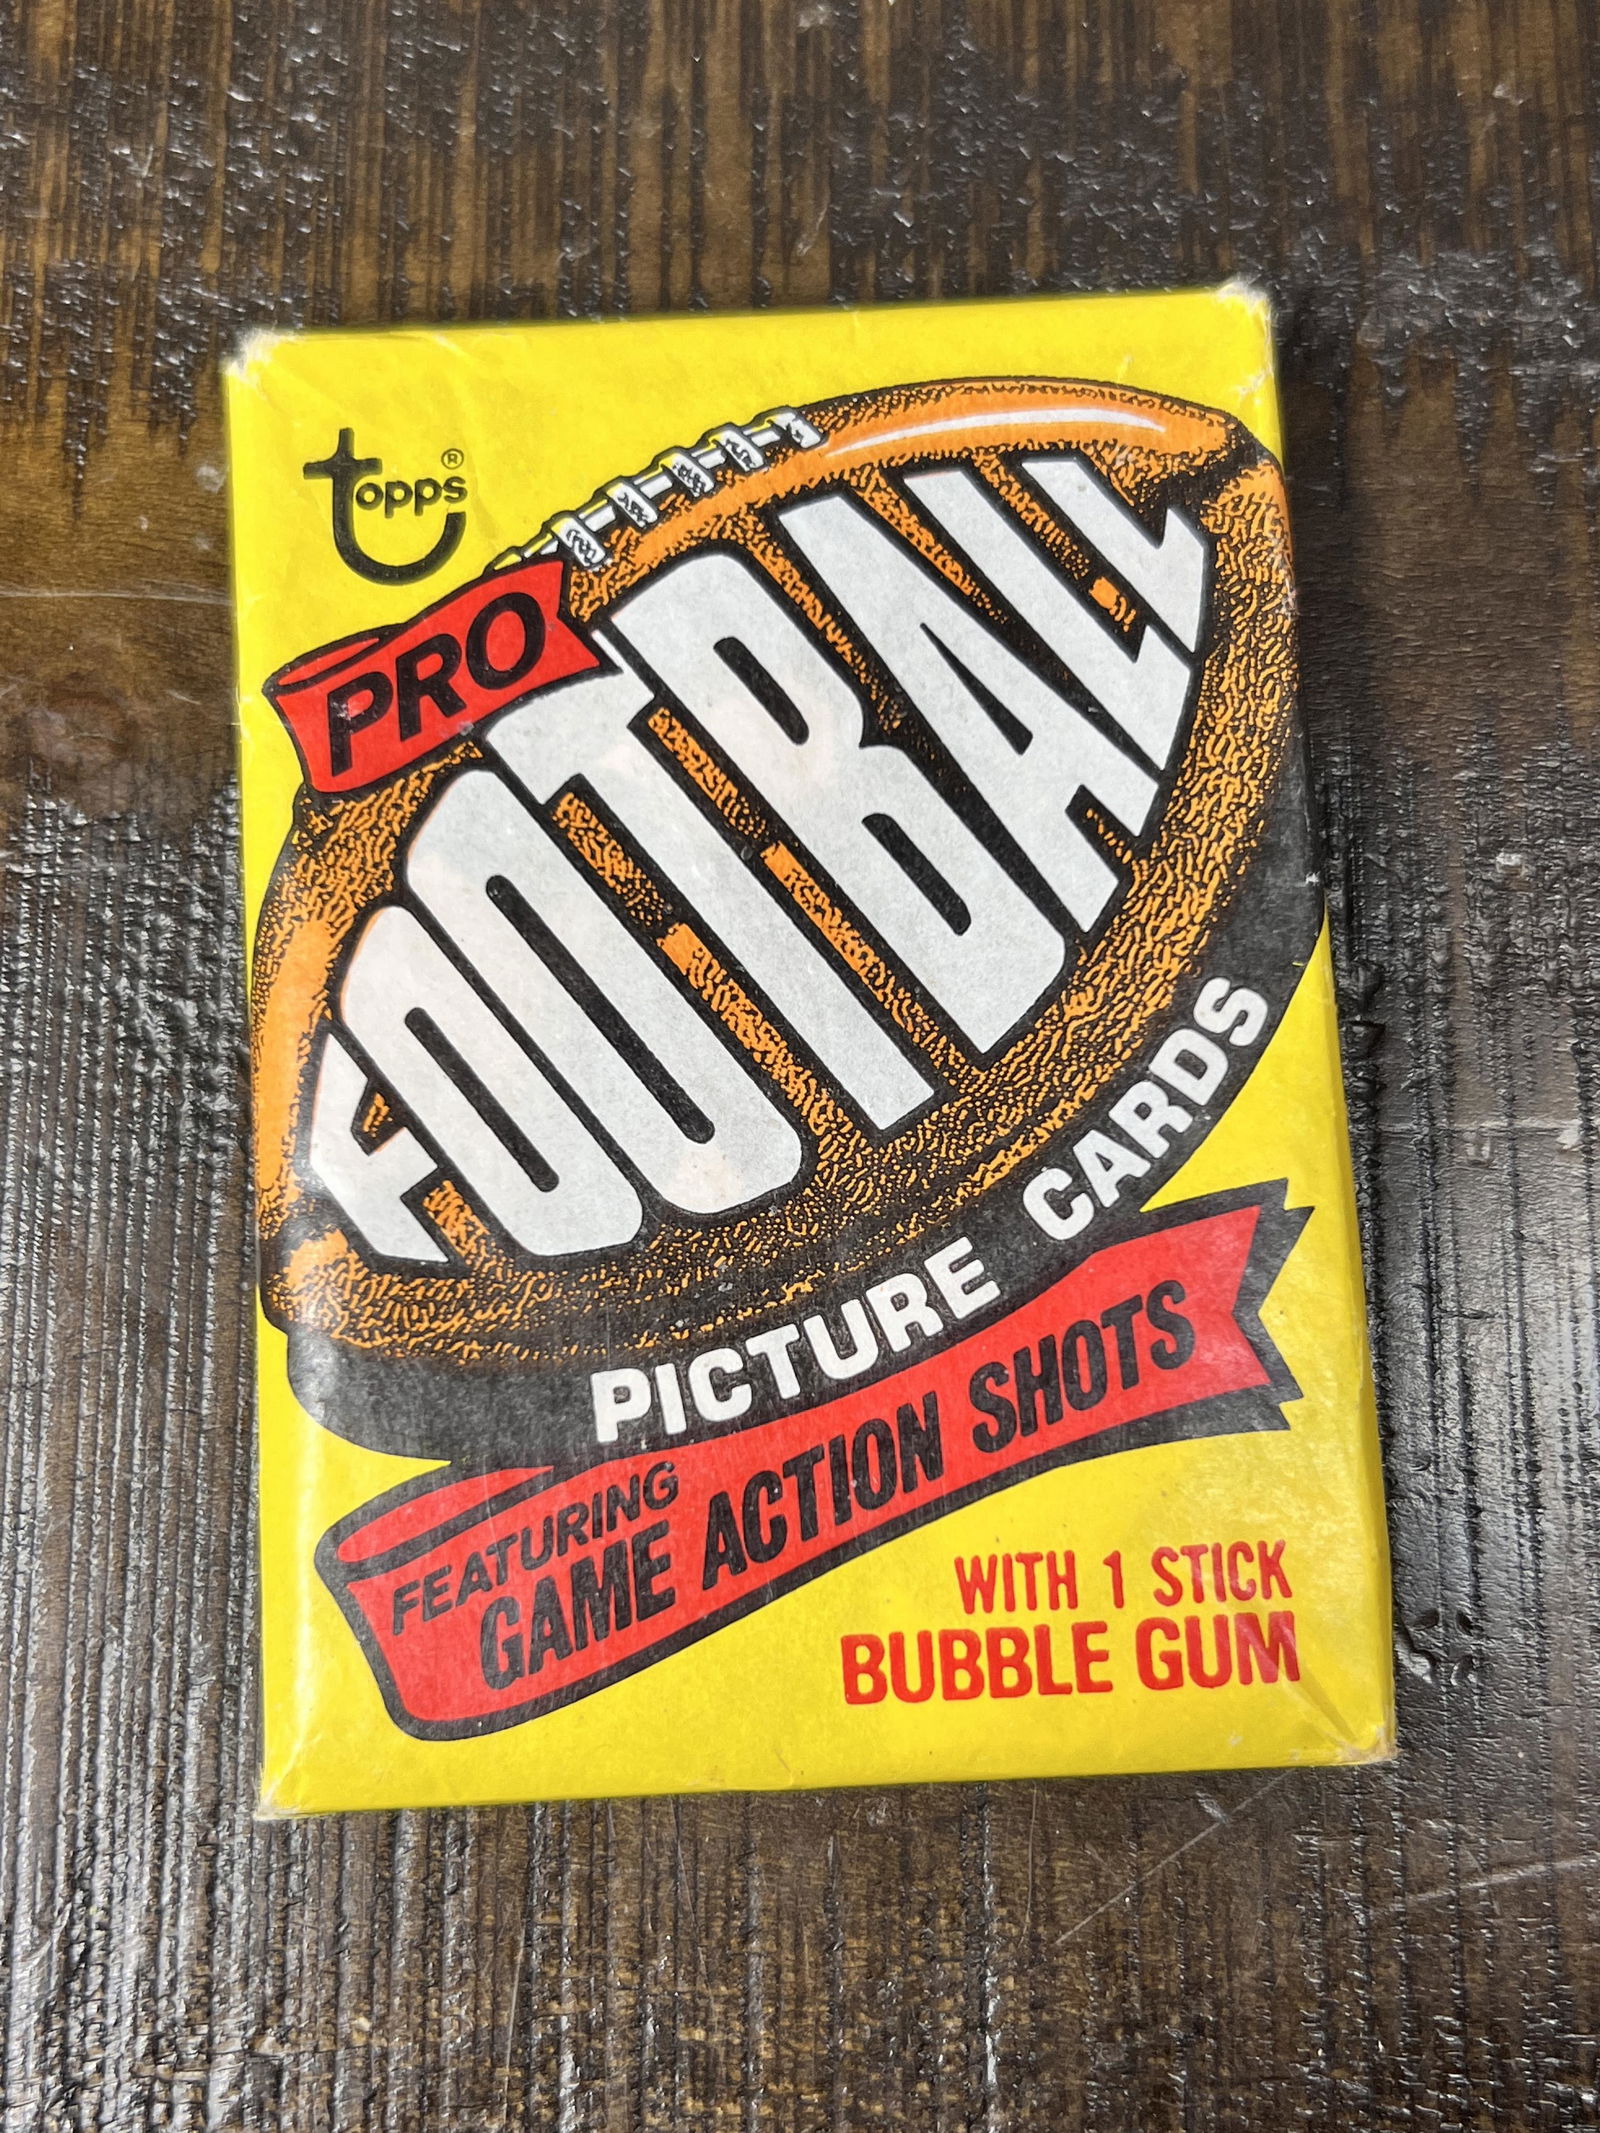 topps®
PRO
FOOTBALL
PICTURE CARDS
FEATURING
GAME ACTION SHOTS
WITH 1 STICK
BUBBLE GUM